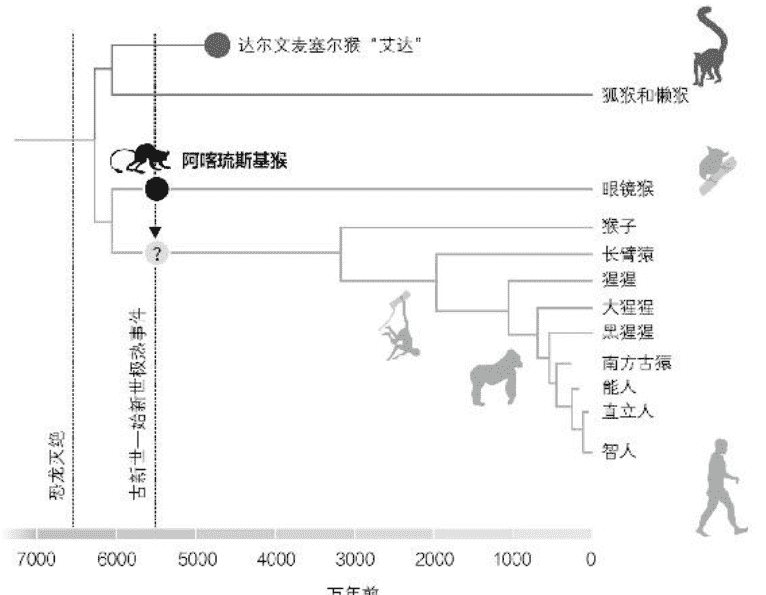 达尔文麦塞尔猴“艾达”
狐猴和懒猴
阿喀琉斯基猴
眼镜猴
?
猴子
长臂猿
猩猩
大猩猩
黑猩猩
南方古猿
能人
直立人
智人
恐龙灭绝
古新世—始新世极热事件
7000 6000 5000 4000 3000 2000 1000 0
万年前